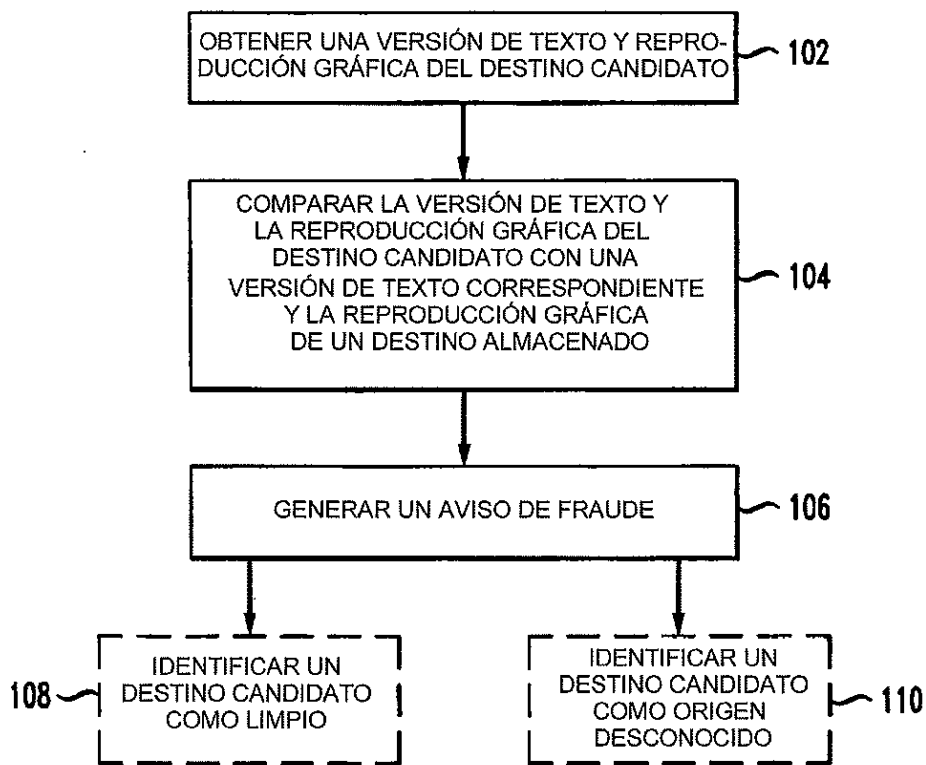 OBTENER UNA VERSIÓN DE TEXTO Y REPRO-
DUCCIÓN GRÁFICA DEL DESTINO CANDIDATO
102
COMPARAR LA VERSIÓN DE TEXTO Y
LA REPRODUCCIÓN GRÁFICA DEL
DESTINO CANDIDATO CON UNA
VERSIÓN DE TEXTO CORRESPONDIENTE
Y LA REPRODUCCIÓN GRÁFICA
DE UN DESTINO ALMACENADO
104
GENERAR UN AVISO DE FRAUDE
106
108
IDENTIFICAR UN
DESTINO CANDIDATO
COMO LIMPIO
IDENTIFICAR UN
DESTINO CANDIDATO
COMO ORIGEN
DESCONOCIDO
110